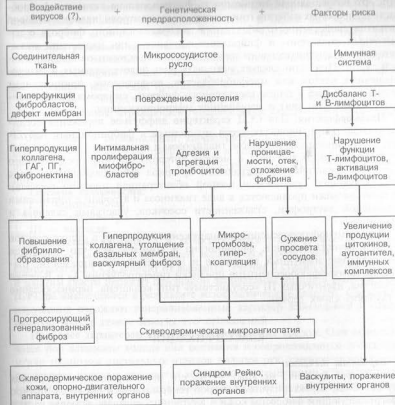 Воздействие
вирусов (?),
+
Генетическая
предрасположенность
+
Факторы риска
Соединительная
ткань
Микрососудистое
русло
Иммунная
система
Гиперфункция
фибробластов,
дефект мембран
Повреждение эндотелия
Дисбаланс Т-
и В-лимфоцитов
Гиперпродукция
коллагена,
ГАГ, ПГ,
фибронектина
Интимальная
пролиферация
миофибро-
бластов
Адгезия и
агрегация
тромбоцитов
Нарушение
проницае-
мости, отек,
отложение
фибрина
Нарушение
функции
Т-лимфоцитов,
активация
В-лимфоцитов
Повышение
фибрилло-
образования
Гиперпродукция
коллагена, утолщение
базальных мембран,
васкулярный фиброз
Микро-
тромбозы,
гипер-
коагуляция
Сужение
просвета
сосудов
Увеличение
продукции
цитокинов,
аутоантител,
иммунных
комплексов
Прогрессирующий
генерализованный
фиброз
Склеродермическая микроангиопатия
Склеродермическое поражение
кожи, опорно-двигательного
аппарата, внутренних органов
Синдром Рейно,
поражение внутренних
органов
Васкулиты, поражение
внутренних органов